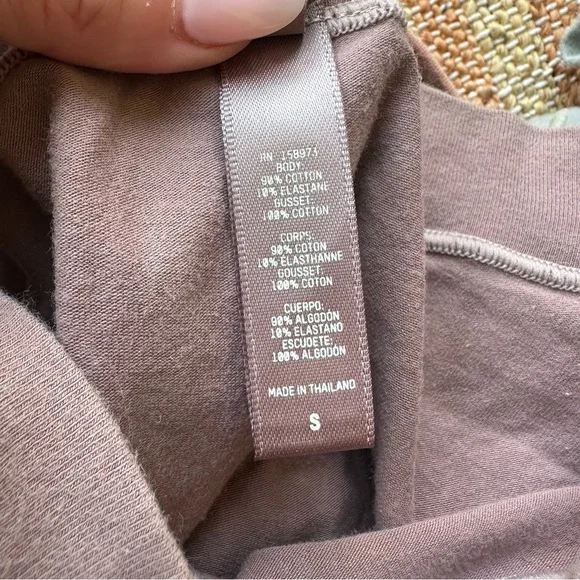 RN 158973
BODY:
90% COTTON
10% ELASTANE
GUSSET:
100% COTTON
CORPS:
90% COTON
10% ÉLASTHANNE
GOUSSET:
100% COTON
CUERPO:
90% ALGODÓN
10% ELASTANO
ESCUDETE:
100% ALGODÓN
MADE IN THAILAND
S